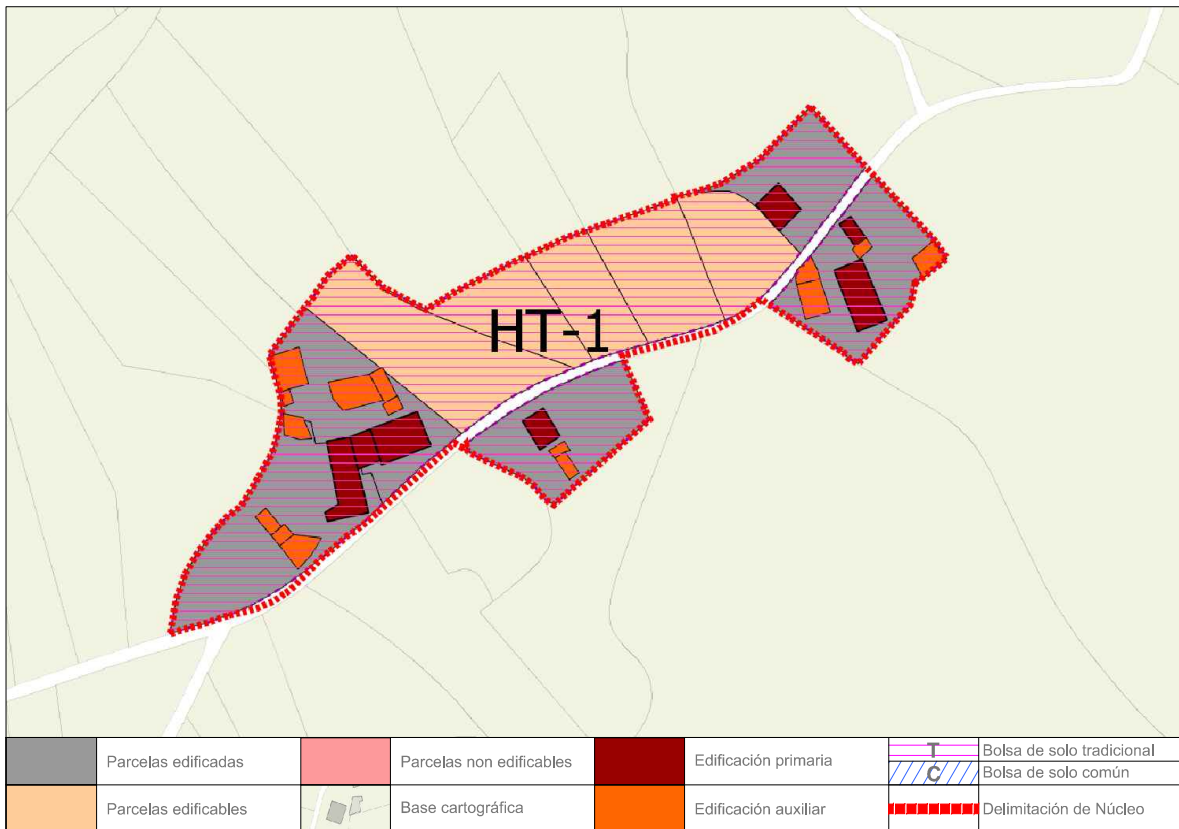 HT-1
Parcelas edificadas
Parcelas non edificables
Edificación primaria
T
Bolsa de solo tradicional
C
Bolsa de solo común
Parcelas edificables
Base cartográfica
Edificación auxiliar
Delimitación de Núcleo